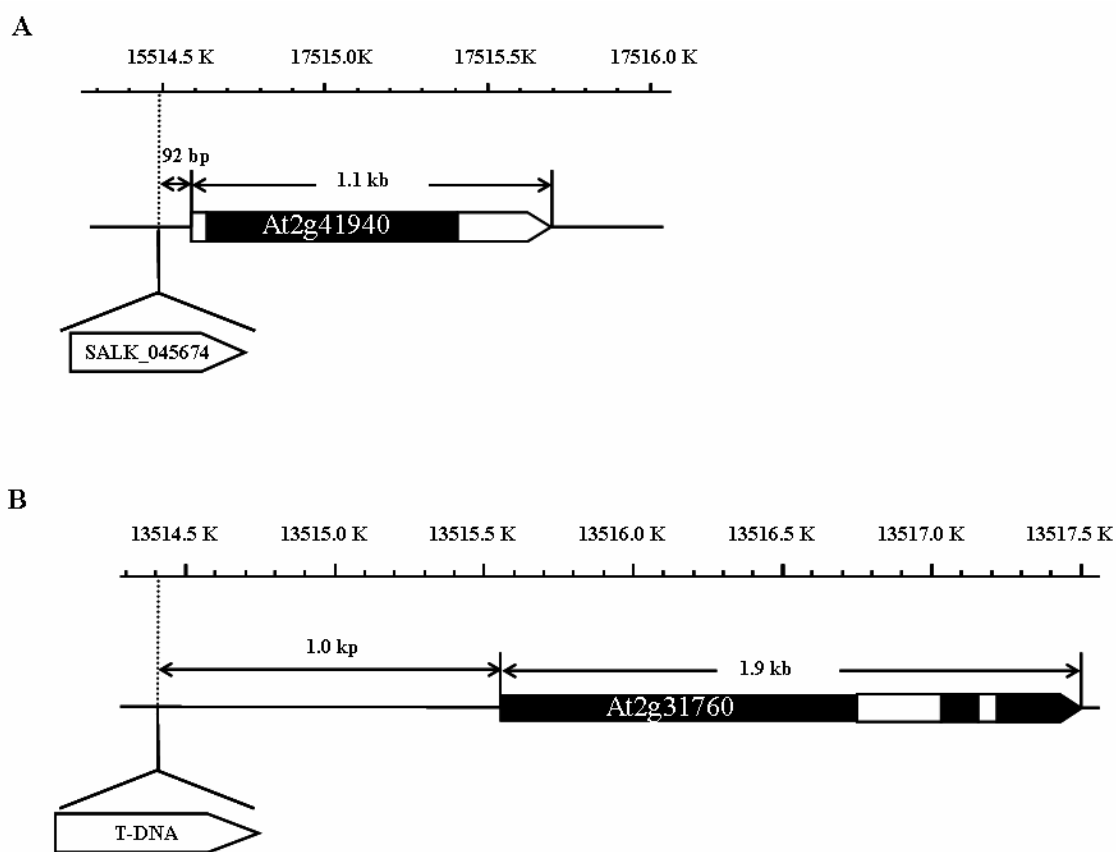 A
15514.5 K 17515.0K 17515.5K 17516.0 K
92 bp
1.1 kb
At2g41940
SALK_045674
B
13514.5 K 13515.0 K 13515.5 K 13516.0 K 13516.5 K 13517.0 K 13517.5 K
1.0 kp
1.9 kb
At2g31760
T-DNA